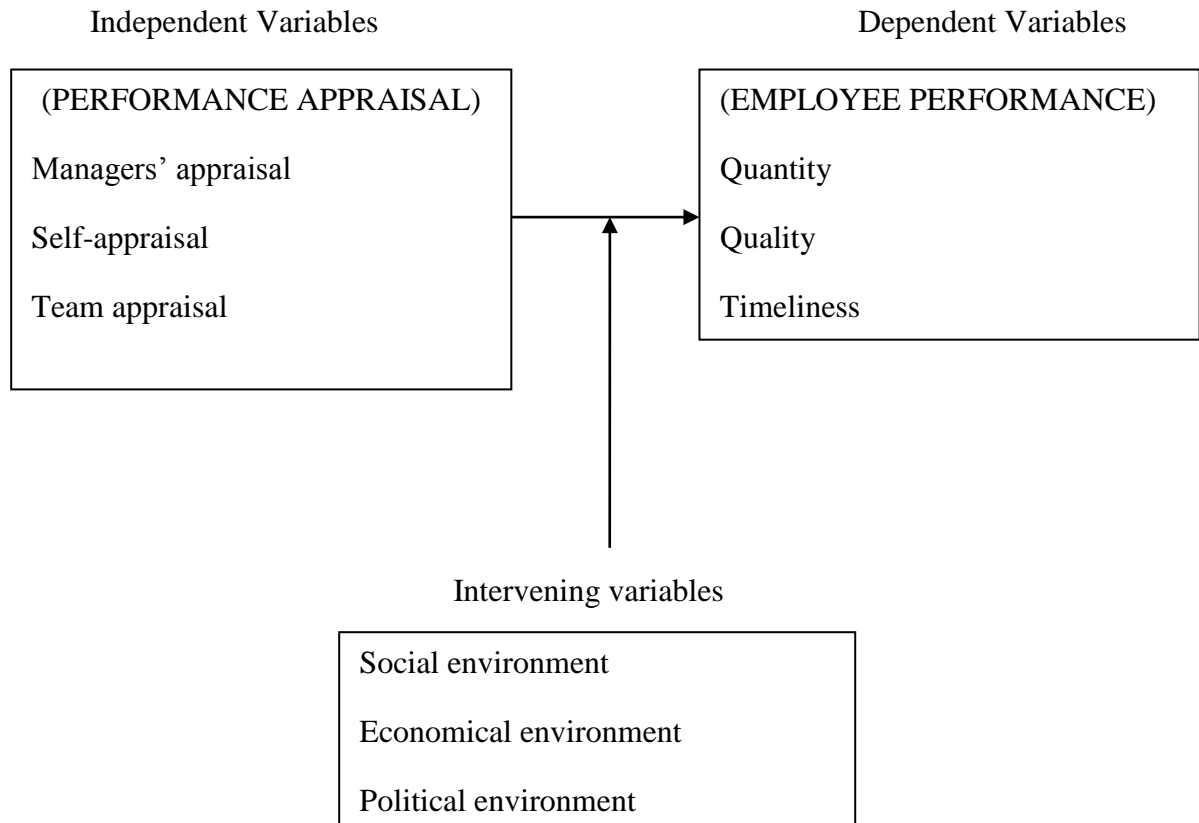 Independent Variables
Dependent Variables
(PERFORMANCE APPRAISAL)
Managers’ appraisal
Self-appraisal
Team appraisal
(EMPLOYEE PERFORMANCE)
Quantity
Quality
Timeliness
Intervening variables
Social environment
Economical environment
Political environment